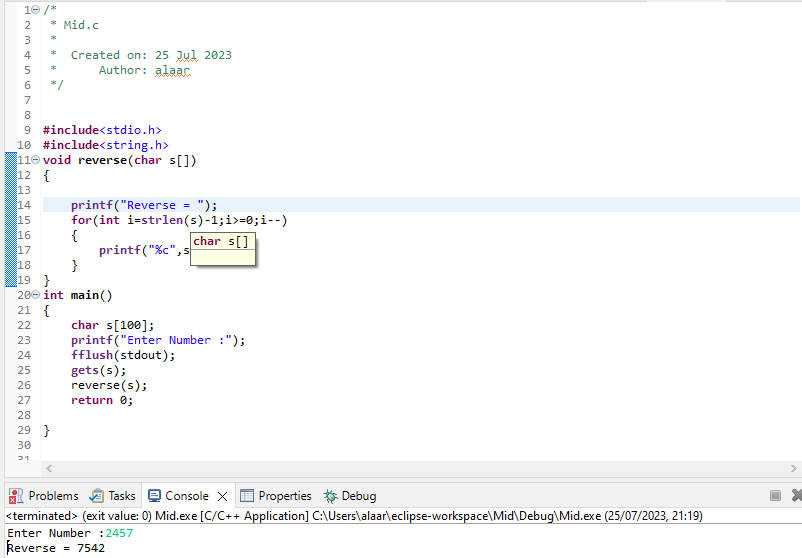 1 /*
2  * Mid.c
3  *
4  *  Created on: 25 Jul 2023
5  *      Author: alaar
6  */
7
8
9 #include<stdio.h>
10 #include<string.h>
11 void reverse(char s[])
12 {
13
14     printf("Reverse = ");
15     for(int i=strlen(s)-1;i>=0;i--)
16     {
17         printf("%c",s
char s[]
18     }
19 }
20 int main()
21 {
22     char s[100];
23     printf("Enter Number :");
24     fflush(stdout);
25     gets(s);
26     reverse(s);
27     return 0;
28
29 }
30
31
Problems Tasks Console Properties Debug
<terminated> (exit value: 0) Mid.exe [C/C++ Application] C:\Users\alaar\eclipse-workspace\Mid\Debug\Mid.exe (25/07/2023, 21:19)
Enter Number :2457
Reverse = 7542